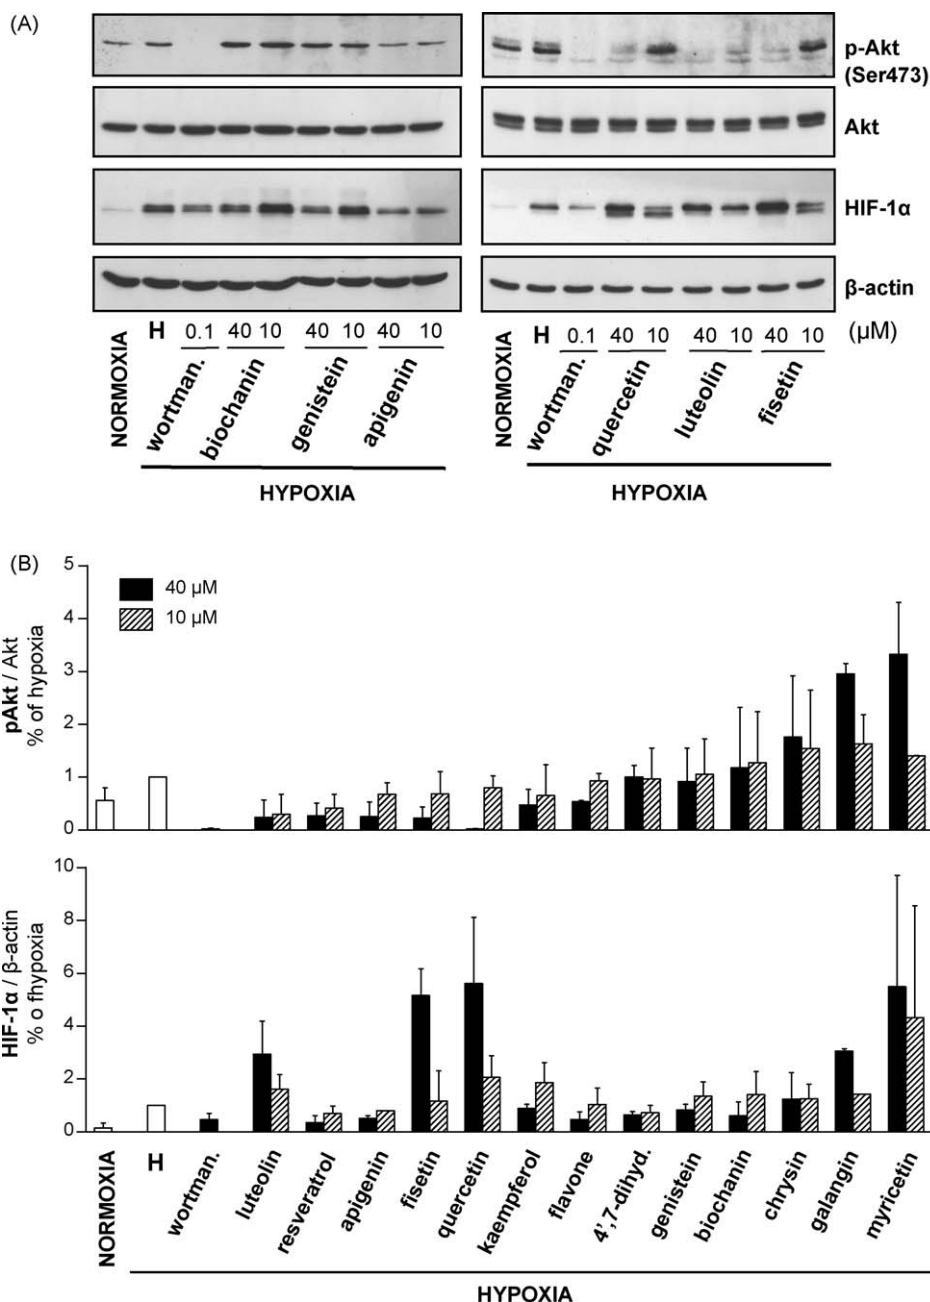 (A)
p-Akt
(Ser473)
Akt
HIF-1α
β-actin
NORMOXIA H 0.1 40 10 40 10 40 10
wortman. biochanin genistein apigenin
HYPOXIA
NORMOXIA H 0.1 40 10 40 10 40 10 (μM)
wortman. quercetin luteolin fisetin
HYPOXIA
(B)
5
4
3
2
1
0
pAkt / Akt
% of hypoxia
40 μM
10 μM
10
8
6
4
2
0
HIF-1α / β-actin
% o fhypoxia
NORMOXIA H wortman. luteolin resveratrol apigenin fisetin quercetin kaempferol flavone 4',7-dihyd. genistein biochanin chrysin galangin myricetin
HYPOXIA